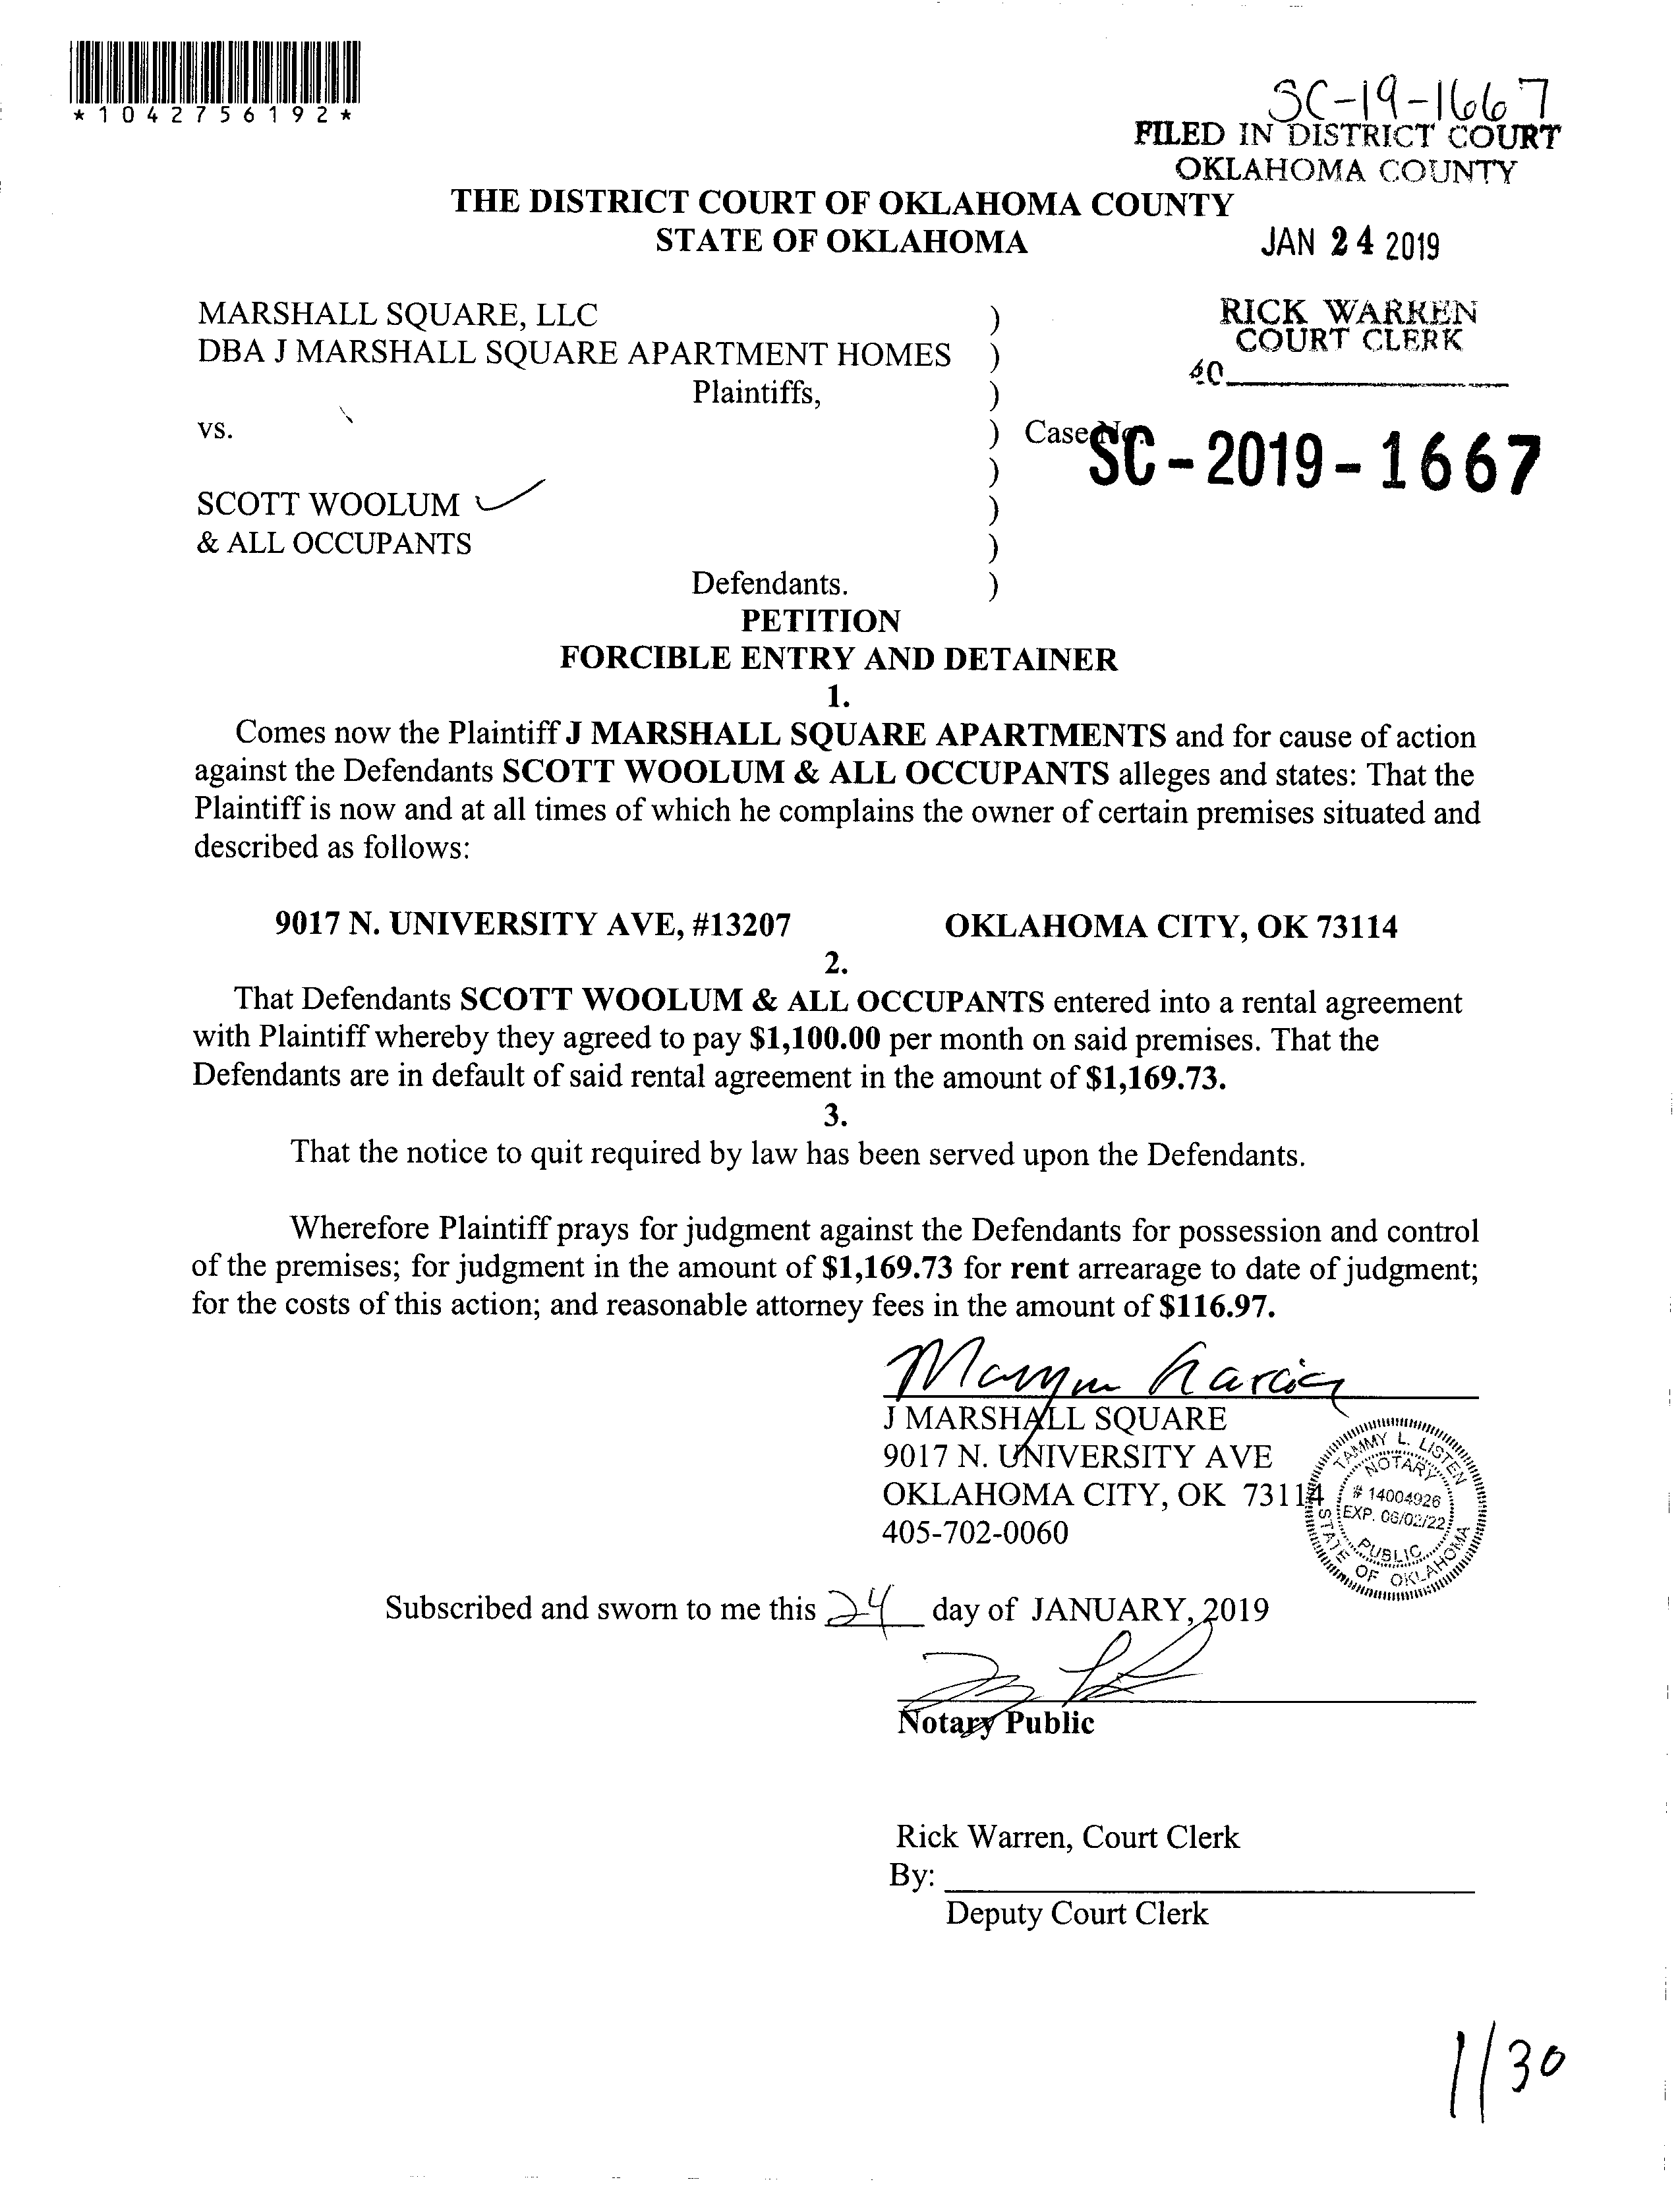 *1042756192*
SC-19-1667
FILED IN DISTRICT COURT
OKLAHOMA COUNTY
THE DISTRICT COURT OF OKLAHOMA COUNTY
STATE OF OKLAHOMA
JAN 24 2019
MARSHALL SQUARE, LLC )
DBA J MARSHALL SQUARE APARTMENT HOMES )
Plaintiffs, )
RICK WARREN
COURT CLERK
40
vs. ) Case No.
SC-2019-1667
)
SCOTT WOOLUM )
& ALL OCCUPANTS )
Defendants. )
PETITION
FORCIBLE ENTRY AND DETAINER
1.
Comes now the Plaintiff J MARSHALL SQUARE APARTMENTS and for cause of action
against the Defendants SCOTT WOOLUM & ALL OCCUPANTS alleges and states: That the
Plaintiff is now and at all times of which he complains the owner of certain premises situated and
described as follows:
9017 N. UNIVERSITY AVE, #13207 OKLAHOMA CITY, OK 73114
2.
That Defendants SCOTT WOOLUM & ALL OCCUPANTS entered into a rental agreement
with Plaintiff whereby they agreed to pay $1,100.00 per month on said premises. That the
Defendants are in default of said rental agreement in the amount of $1,169.73.
3.
That the notice to quit required by law has been served upon the Defendants.
Wherefore Plaintiff prays for judgment against the Defendants for possession and control
of the premises; for judgment in the amount of $1,169.73 for rent arrearage to date of judgment;
for the costs of this action; and reasonable attorney fees in the amount of $116.97.
J MARSHALL SQUARE
9017 N. UNIVERSITY AVE
OKLAHOMA CITY, OK 73114
405-702-0060
TAMMY L. LISTEN
NOTARY
# 14004926
EXP. 06/02/22
PUBLIC
STATE OF OKLAHOMA
Subscribed and sworn to me this 24 day of JANUARY, 2019
Notary Public
Rick Warren, Court Clerk
By:
Deputy Court Clerk
1/30